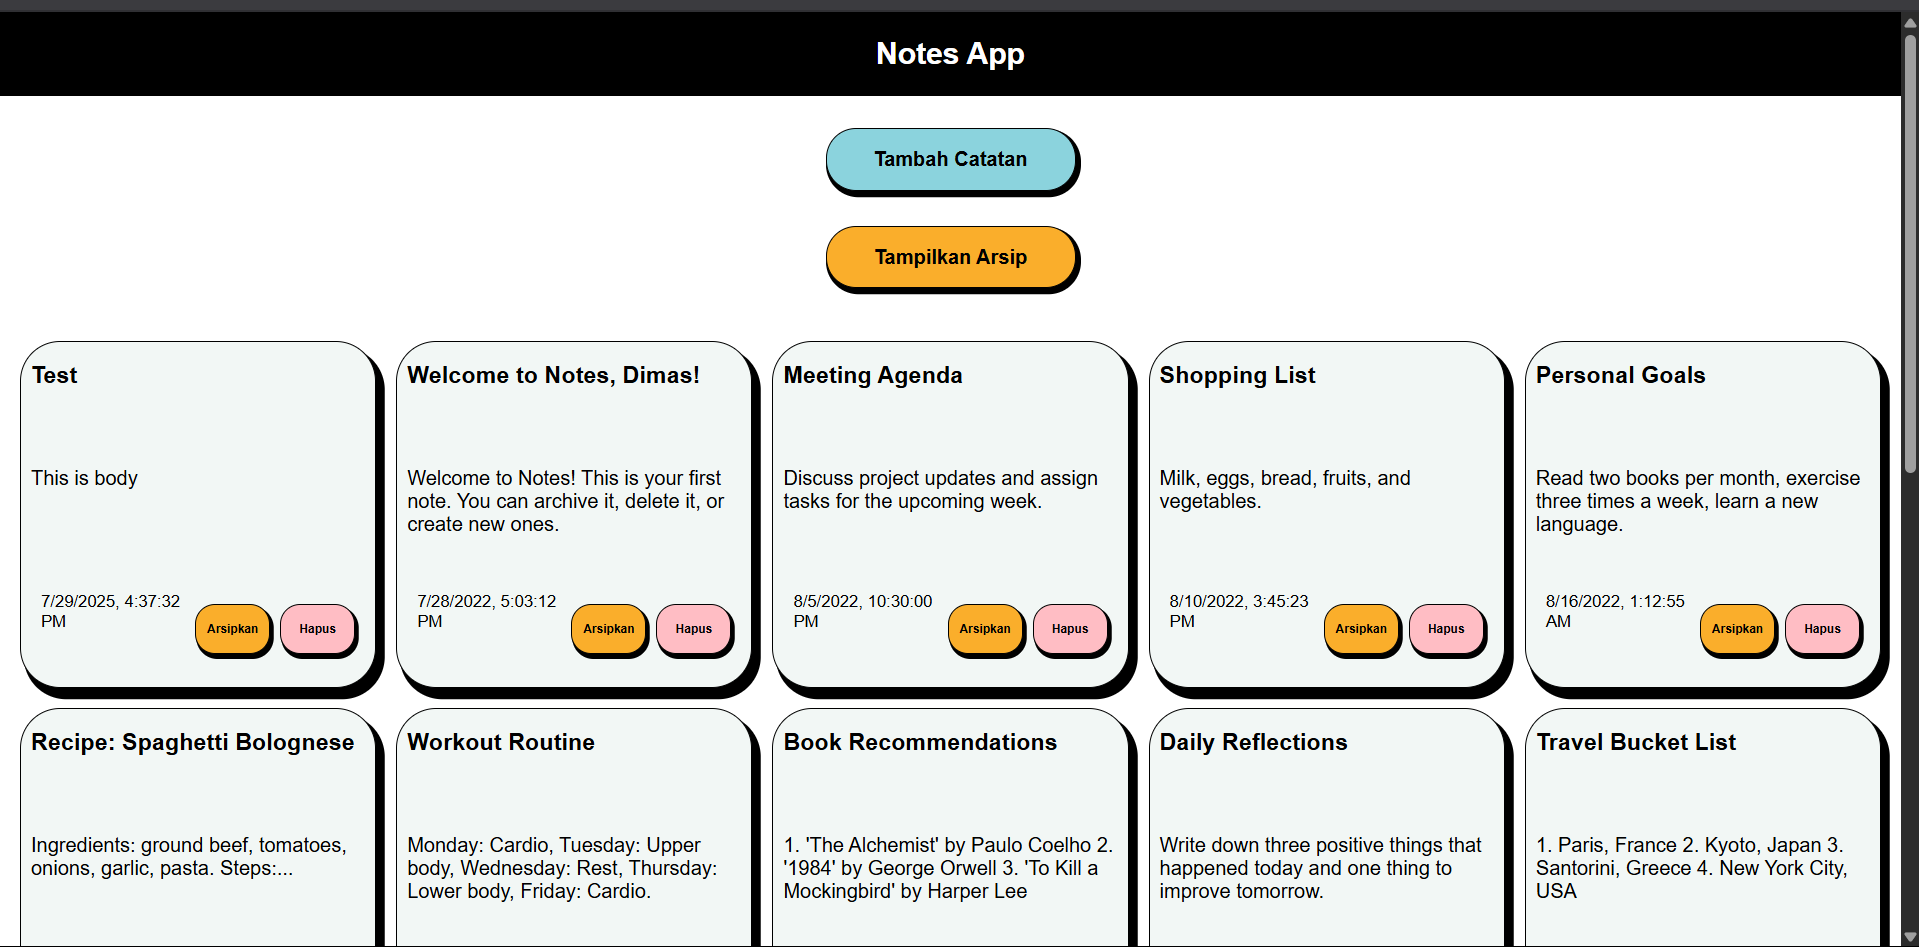 Notes App
Tambah Catatan
Tampilkan Arsip
Test
This is body
7/29/2025, 4:37:32
PM
Arsipkan
Hapus
Welcome to Notes, Dimas!
Welcome to Notes! This is your first
note. You can archive it, delete it, or
create new ones.
7/28/2022, 5:03:12
PM
Arsipkan
Hapus
Meeting Agenda
Discuss project updates and assign
tasks for the upcoming week.
8/5/2022, 10:30:00
PM
Arsipkan
Hapus
Shopping List
Milk, eggs, bread, fruits, and
vegetables.
8/10/2022, 3:45:23
PM
Arsipkan
Hapus
Personal Goals
Read two books per month, exercise
three times a week, learn a new
language.
8/16/2022, 1:12:55
AM
Arsipkan
Hapus
Recipe: Spaghetti Bolognese
Ingredients: ground beef, tomatoes,
onions, garlic, pasta. Steps:...
Workout Routine
Monday: Cardio, Tuesday: Upper
body, Wednesday: Rest, Thursday:
Lower body, Friday: Cardio.
Book Recommendations
1. 'The Alchemist' by Paulo Coelho 2.
'1984' by George Orwell 3. 'To Kill a
Mockingbird' by Harper Lee
Daily Reflections
Write down three positive things that
happened today and one thing to
improve tomorrow.
Travel Bucket List
1. Paris, France 2. Kyoto, Japan 3.
Santorini, Greece 4. New York City,
USA